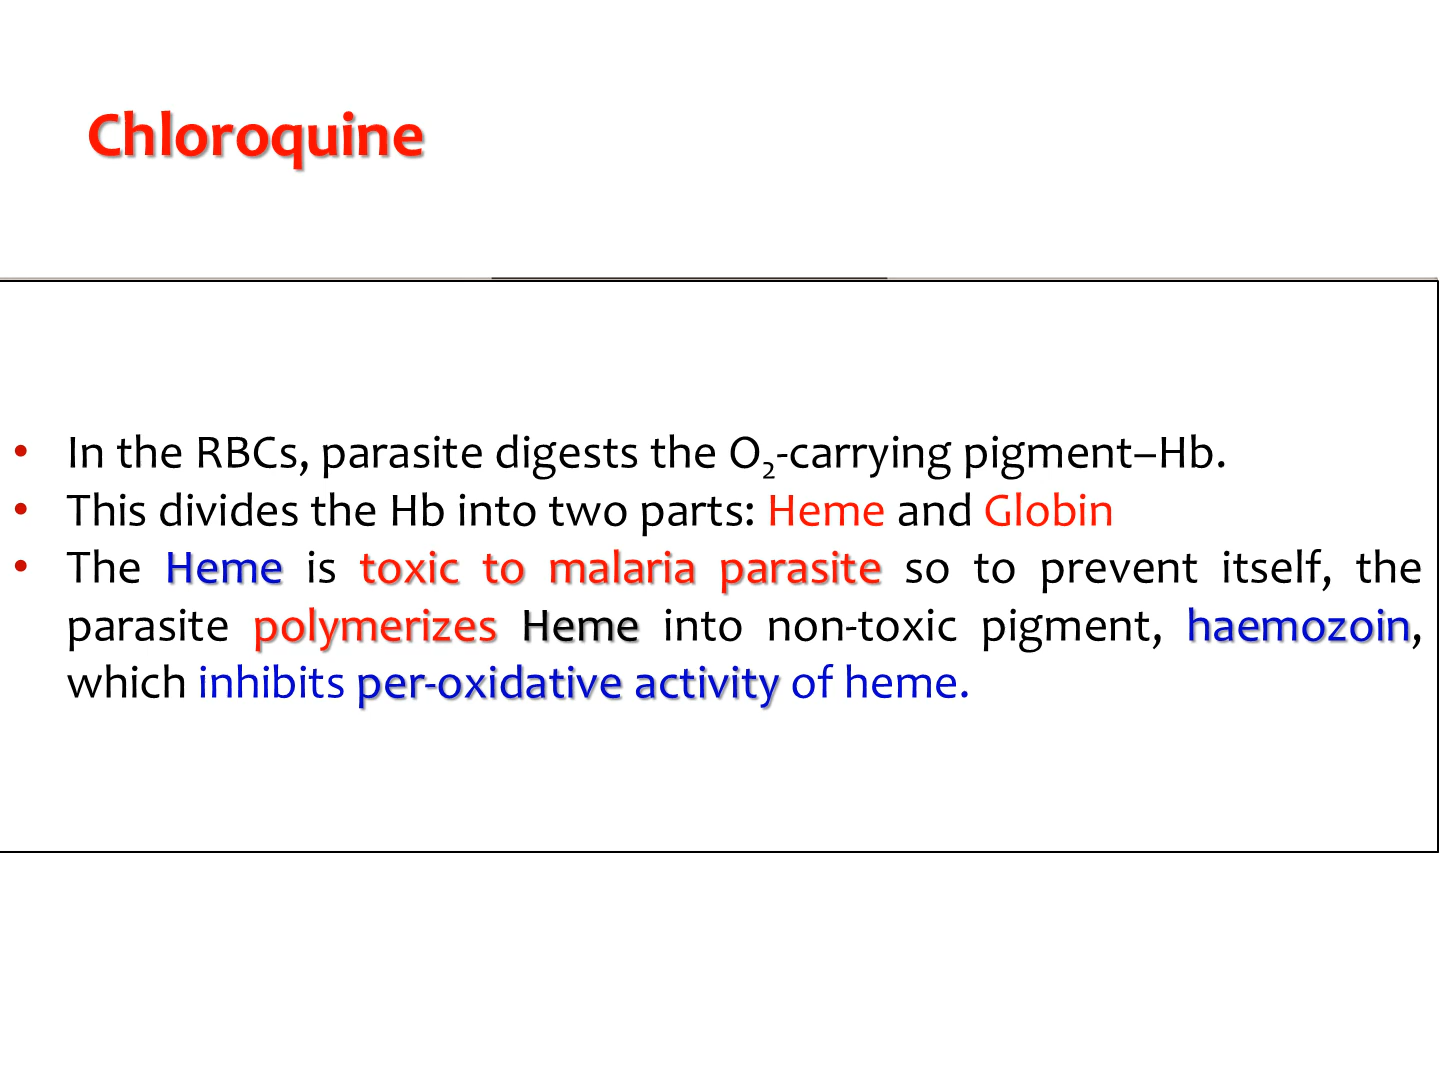 Chloroquine
• In the RBCs, parasite digests the O₂-carrying pigment–Hb.
• This divides the Hb into two parts: Heme and Globin
• The Heme is toxic to malaria parasite so to prevent itself, the
parasite polymerizes Heme into non-toxic pigment, haemozoin,
which inhibits per-oxidative activity of heme.